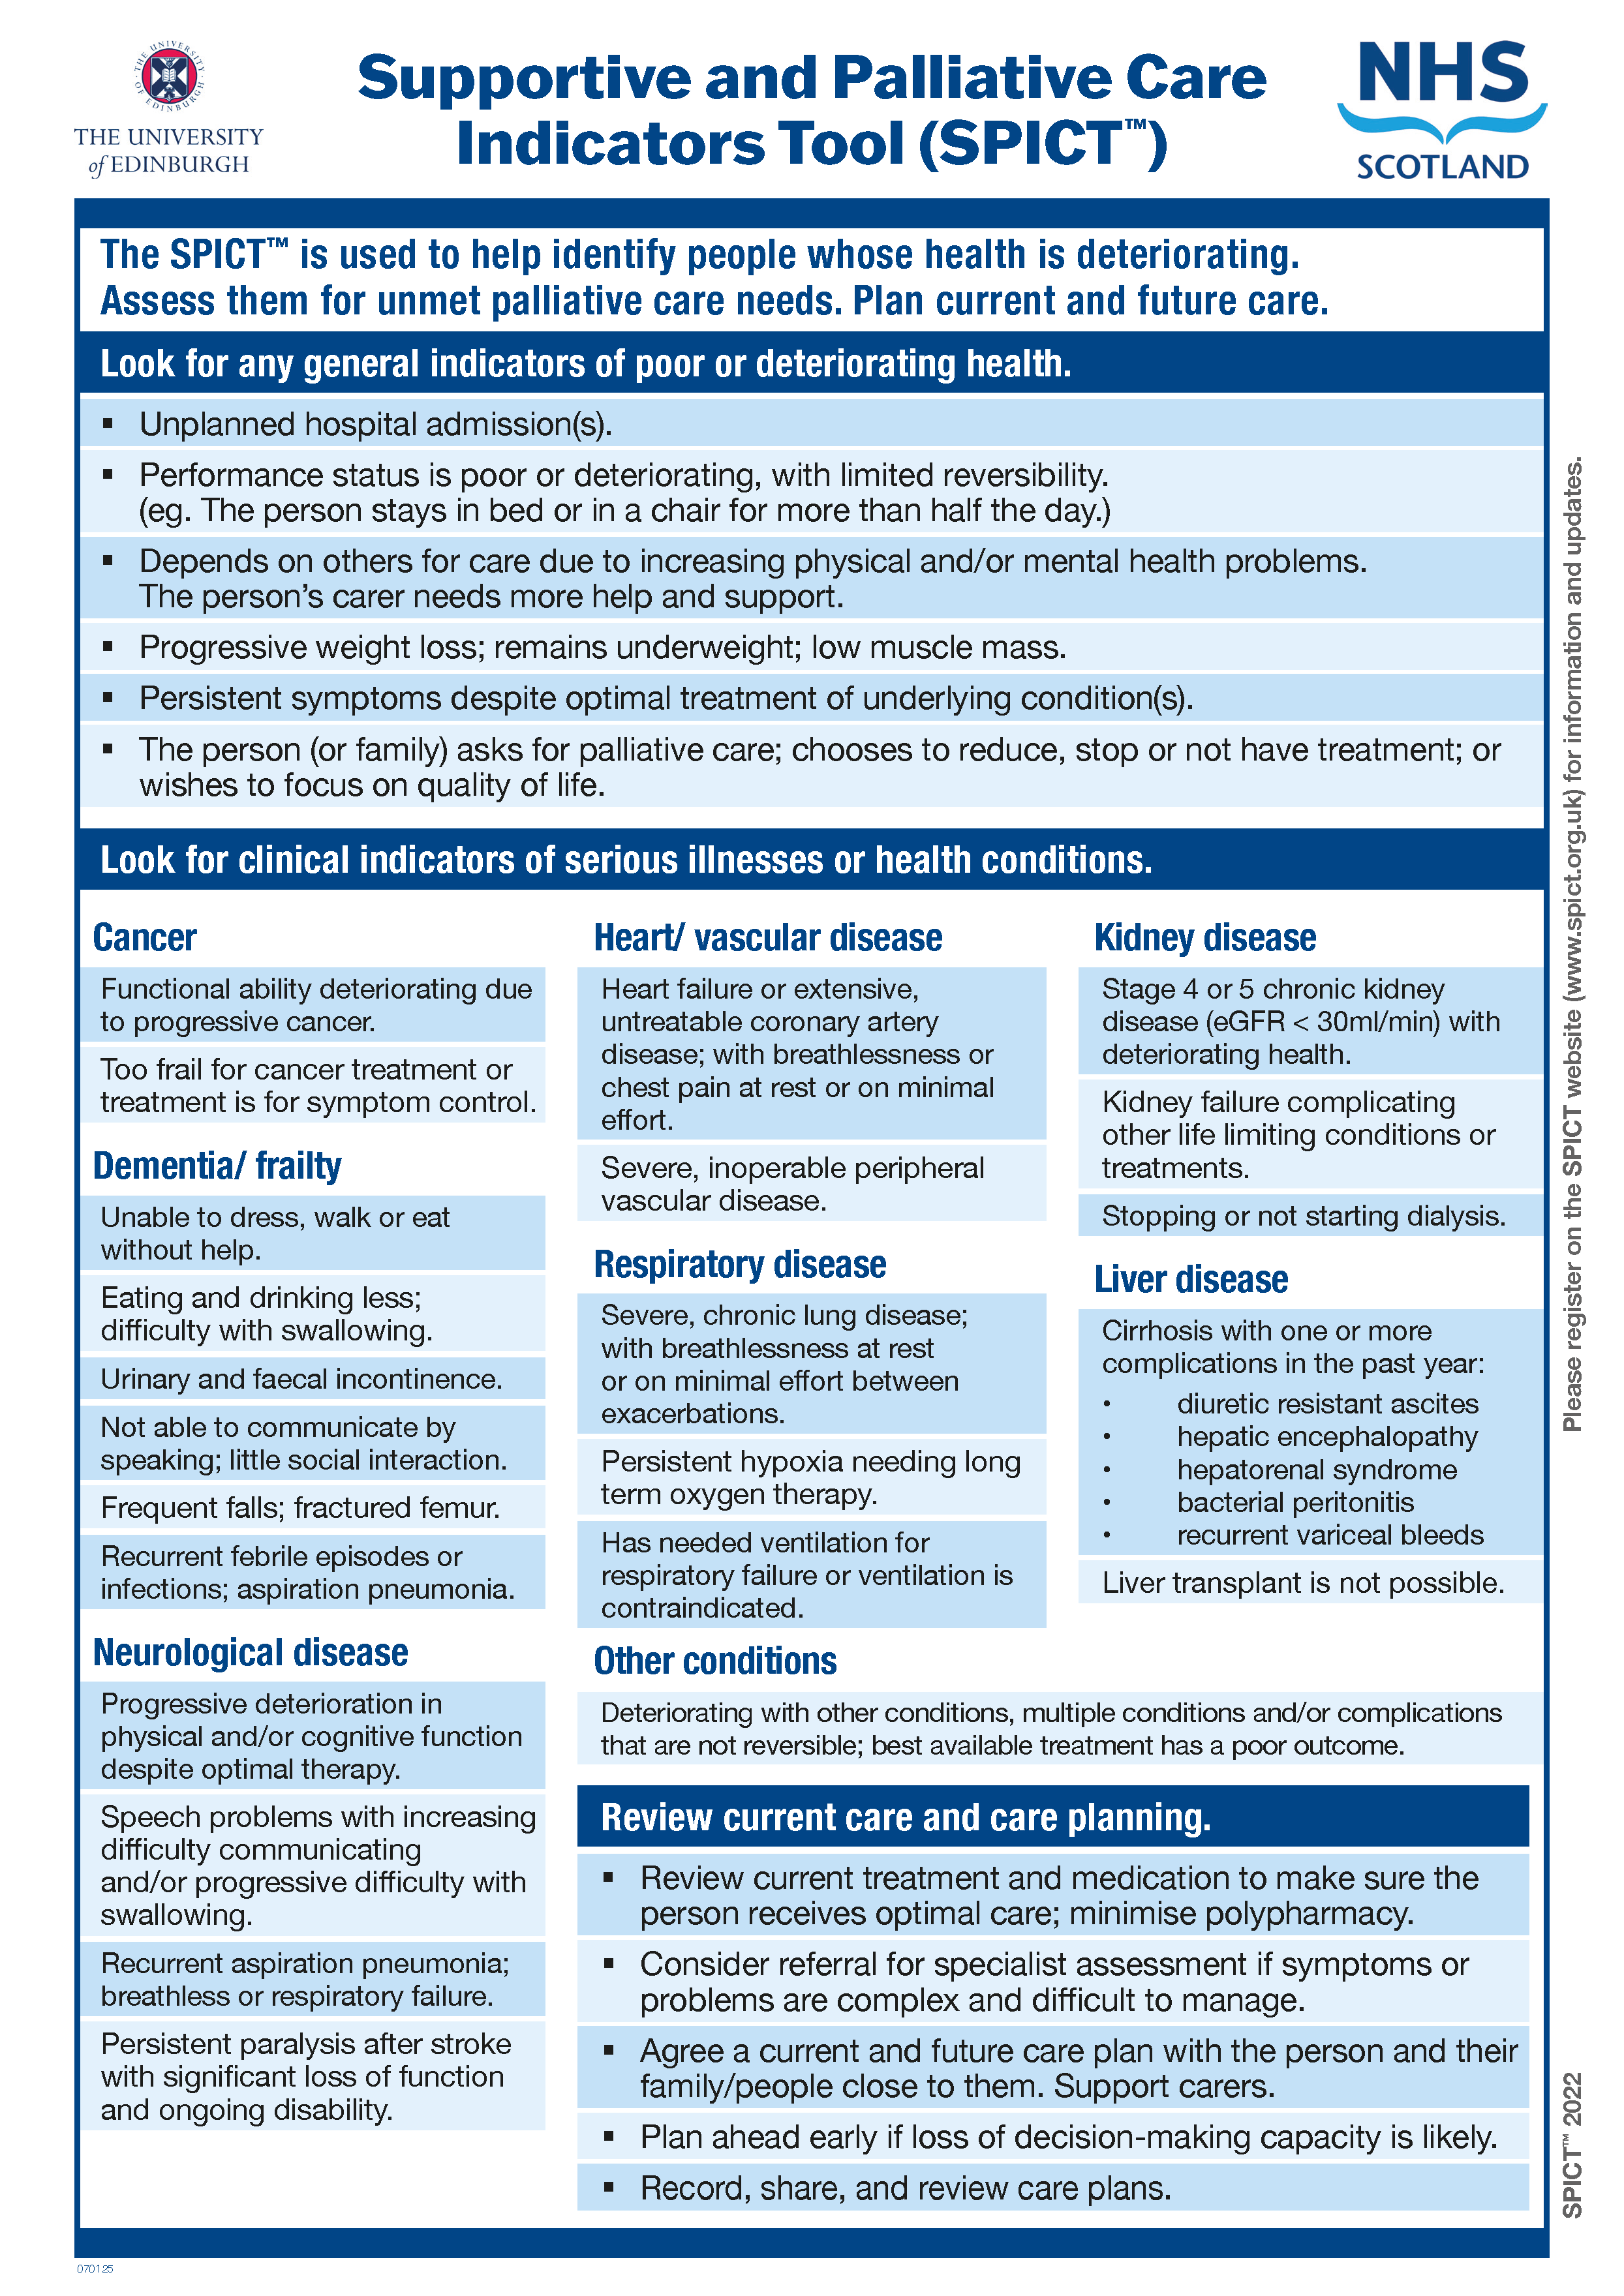 THE UNIVERSITY OF EDINBURGH
THE UNIVERSITY
of EDINBURGH
Supportive and Palliative Care
Indicators Tool (SPICT™)
NHS
SCOTLAND
The SPICT™ is used to help identify people whose health is deteriorating.
Assess them for unmet palliative care needs. Plan current and future care.
Look for any general indicators of poor or deteriorating health.
▪ Unplanned hospital admission(s).
▪ Performance status is poor or deteriorating, with limited reversibility.
(eg. The person stays in bed or in a chair for more than half the day.)
▪ Depends on others for care due to increasing physical and/or mental health problems.
The person’s carer needs more help and support.
▪ Progressive weight loss; remains underweight; low muscle mass.
▪ Persistent symptoms despite optimal treatment of underlying condition(s).
▪ The person (or family) asks for palliative care; chooses to reduce, stop or not have treatment; or
wishes to focus on quality of life.
Look for clinical indicators of serious illnesses or health conditions.
Cancer
Functional ability deteriorating due
to progressive cancer.
Too frail for cancer treatment or
treatment is for symptom control.
Dementia/ frailty
Unable to dress, walk or eat
without help.
Eating and drinking less;
difficulty with swallowing.
Urinary and faecal incontinence.
Not able to communicate by
speaking; little social interaction.
Frequent falls; fractured femur.
Recurrent febrile episodes or
infections; aspiration pneumonia.
Neurological disease
Progressive deterioration in
physical and/or cognitive function
despite optimal therapy.
Speech problems with increasing
difficulty communicating
and/or progressive difficulty with
swallowing.
Recurrent aspiration pneumonia;
breathless or respiratory failure.
Persistent paralysis after stroke
with significant loss of function
and ongoing disability.
Heart/ vascular disease
Heart failure or extensive,
untreatable coronary artery
disease; with breathlessness or
chest pain at rest or on minimal
effort.
Severe, inoperable peripheral
vascular disease.
Respiratory disease
Severe, chronic lung disease;
with breathlessness at rest
or on minimal effort between
exacerbations.
Persistent hypoxia needing long
term oxygen therapy.
Has needed ventilation for
respiratory failure or ventilation is
contraindicated.
Kidney disease
Stage 4 or 5 chronic kidney
disease (eGFR < 30ml/min) with
deteriorating health.
Kidney failure complicating
other life limiting conditions or
treatments.
Stopping or not starting dialysis.
Liver disease
Cirrhosis with one or more
complications in the past year:
• diuretic resistant ascites
• hepatic encephalopathy
• hepatorenal syndrome
• bacterial peritonitis
• recurrent variceal bleeds
Liver transplant is not possible.
Other conditions
Deteriorating with other conditions, multiple conditions and/or complications
that are not reversible; best available treatment has a poor outcome.
Review current care and care planning.
▪ Review current treatment and medication to make sure the
person receives optimal care; minimise polypharmacy.
▪ Consider referral for specialist assessment if symptoms or
problems are complex and difficult to manage.
▪ Agree a current and future care plan with the person and their
family/people close to them. Support carers.
▪ Plan ahead early if loss of decision-making capacity is likely.
▪ Record, share, and review care plans.
Please register on the SPICT website (www.spict.org.uk) for information and updates.
SPICT™ 2022
070125